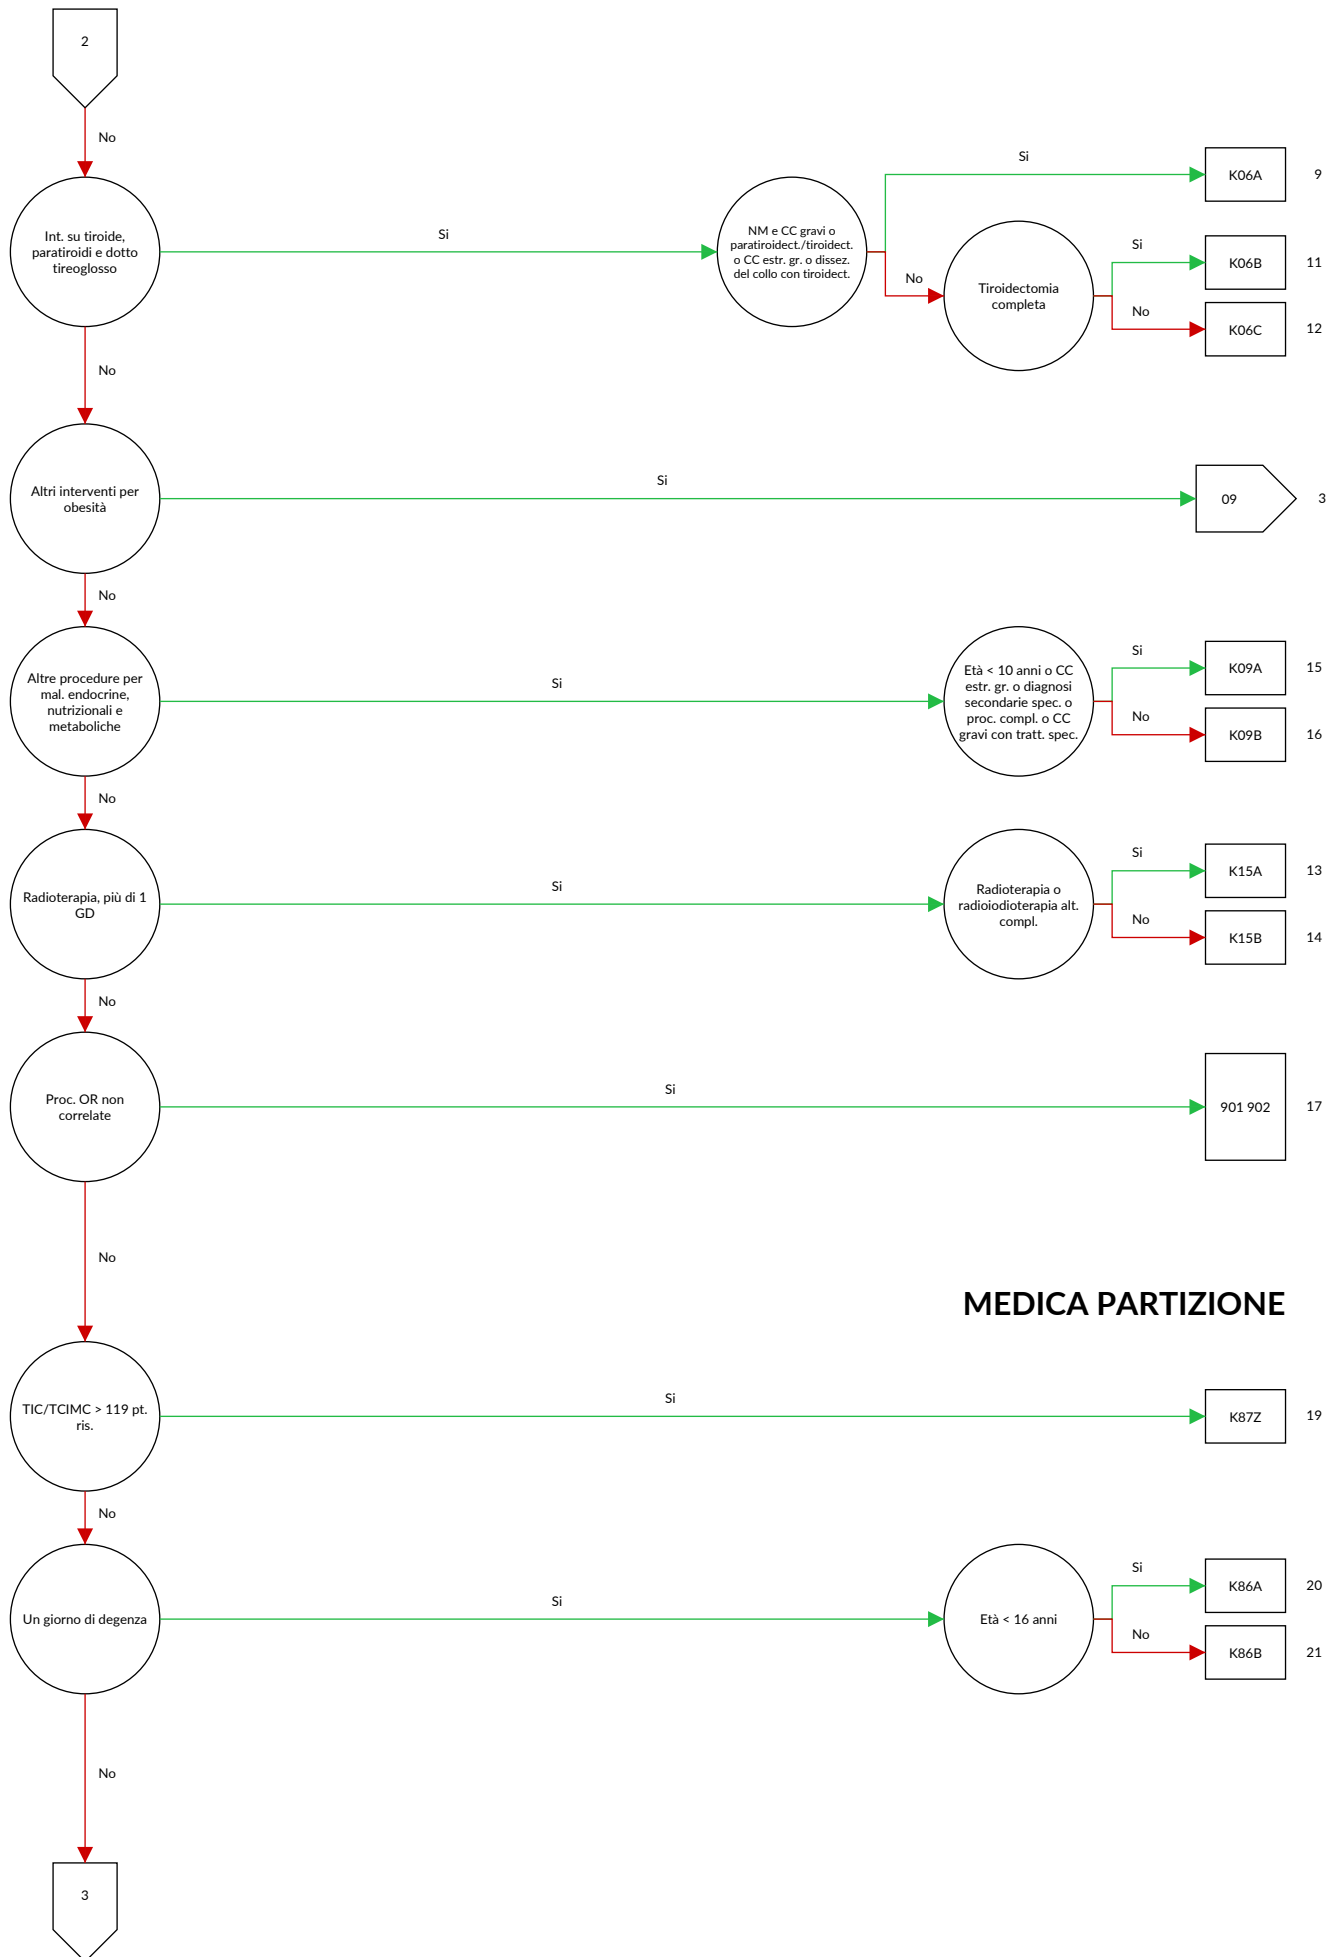 2
No
Int. su tiroide,
paratiroidi e dotto
tireoglosso
Si
NM e CC gravi o
paratiroidect./tiroidect.
o CC estr. gr. o dissez.
del collo con tiroidect.
Si
K06A
9
No
Tiroidectomia
completa
Si
K06B
11
No
K06C
12
No
Altri interventi per
obesità
Si
09
3
No
Altre procedure per
mal. endocrine,
nutrizionali e
metaboliche
Si
Età < 10 anni o CC
estr. gr. o diagnosi
secondarie spec. o
proc. compl. o CC
gravi con tratt. spec.
Si
K09A
15
No
K09B
16
No
Radioterapia, più di 1
GD
Si
Radioterapia o
radioiodioterapia alt.
compl.
Si
K15A
13
No
K15B
14
No
Proc. OR non
correlate
Si
901 902
17
No
MEDICA PARTIZIONE
TIC/TCIMC > 119 pt.
ris.
Si
K87Z
19
No
Un giorno di degenza
Si
Età < 16 anni
Si
K86A
20
No
K86B
21
No
3